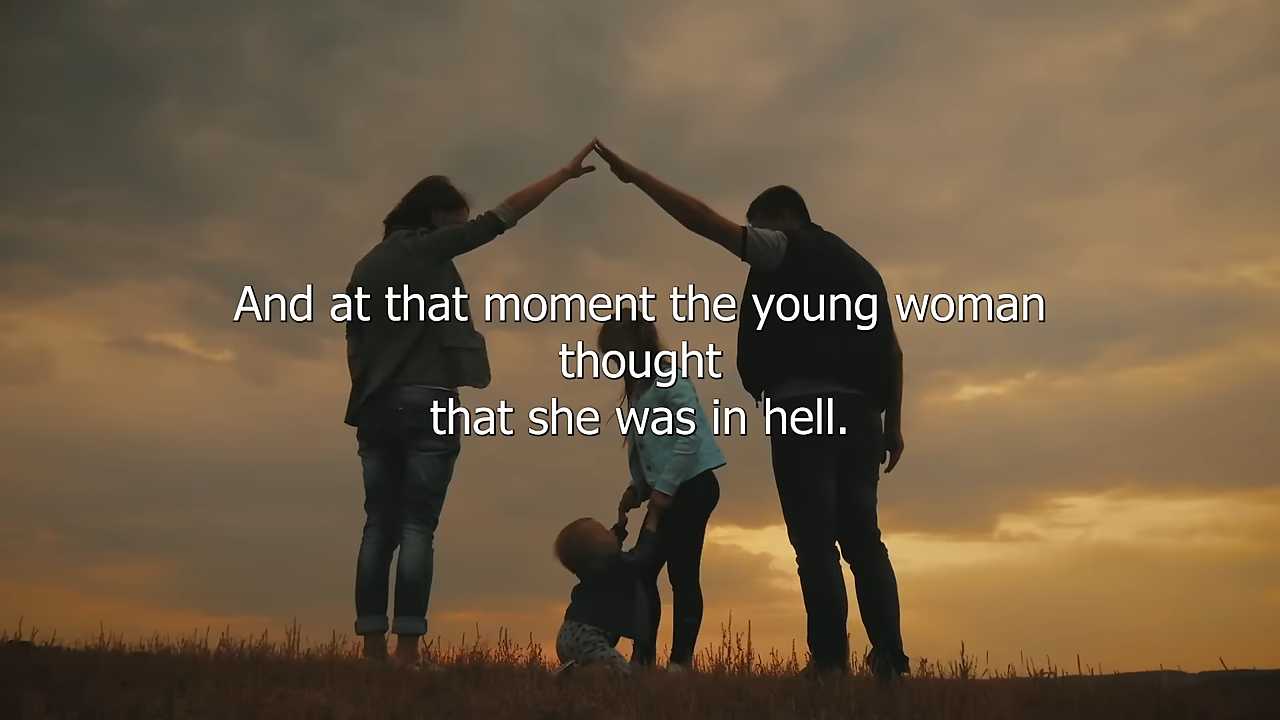 And at that moment the young woman
thought
that she was in hell.